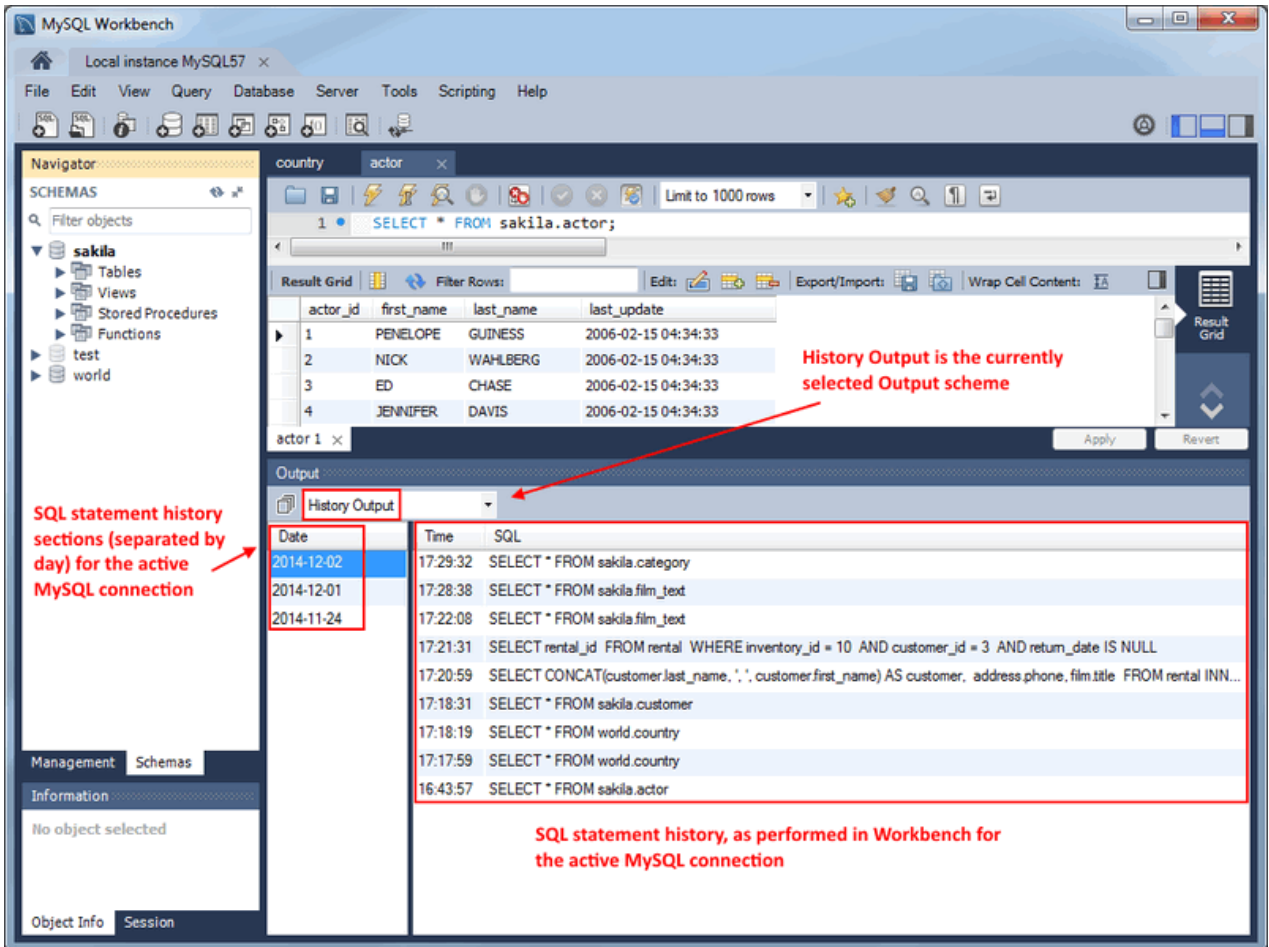 MySQL Workbench
Local instance MySQL57
File Edit View Query Database Server Tools Scripting Help
Navigator
SCHEMAS
Filter objects
sakila
Tables
Views
Stored Procedures
Functions
test
world
Management Schemas
Information
No object selected
Object Info Session
country actor
Limit to 1000 rows
1 SELECT * FROM sakila.actor;
Result Grid Filter Rows: Edit: Export/Import: Wrap Cell Content:
actor_id first_name last_name last_update
1 PENELOPE GUINESS 2006-02-15 04:34:33
2 NICK WAHLBERG 2006-02-15 04:34:33
3 ED CHASE 2006-02-15 04:34:33
4 JENNIFER DAVIS 2006-02-15 04:34:33
Result
Grid
History Output is the currently
selected Output scheme
actor 1 Apply Revert
Output
History Output
SQL statement history
sections (separated by
day) for the active
MySQL connection
Date
2014-12-02
2014-12-01
2014-11-24
Time SQL
17:29:32 SELECT * FROM sakila.category
17:28:38 SELECT * FROM sakila.film_text
17:22:08 SELECT * FROM sakila.film_text
17:21:31 SELECT rental_id FROM rental WHERE inventory_id = 10 AND customer_id = 3 AND return_date IS NULL
17:20:59 SELECT CONCAT(customer.last_name, ', ', customer.first_name) AS customer, address.phone, film.title FROM rental INN...
17:18:31 SELECT * FROM sakila.customer
17:18:19 SELECT * FROM world.country
17:17:59 SELECT * FROM world.country
16:43:57 SELECT * FROM sakila.actor
SQL statement history, as performed in Workbench for
the active MySQL connection